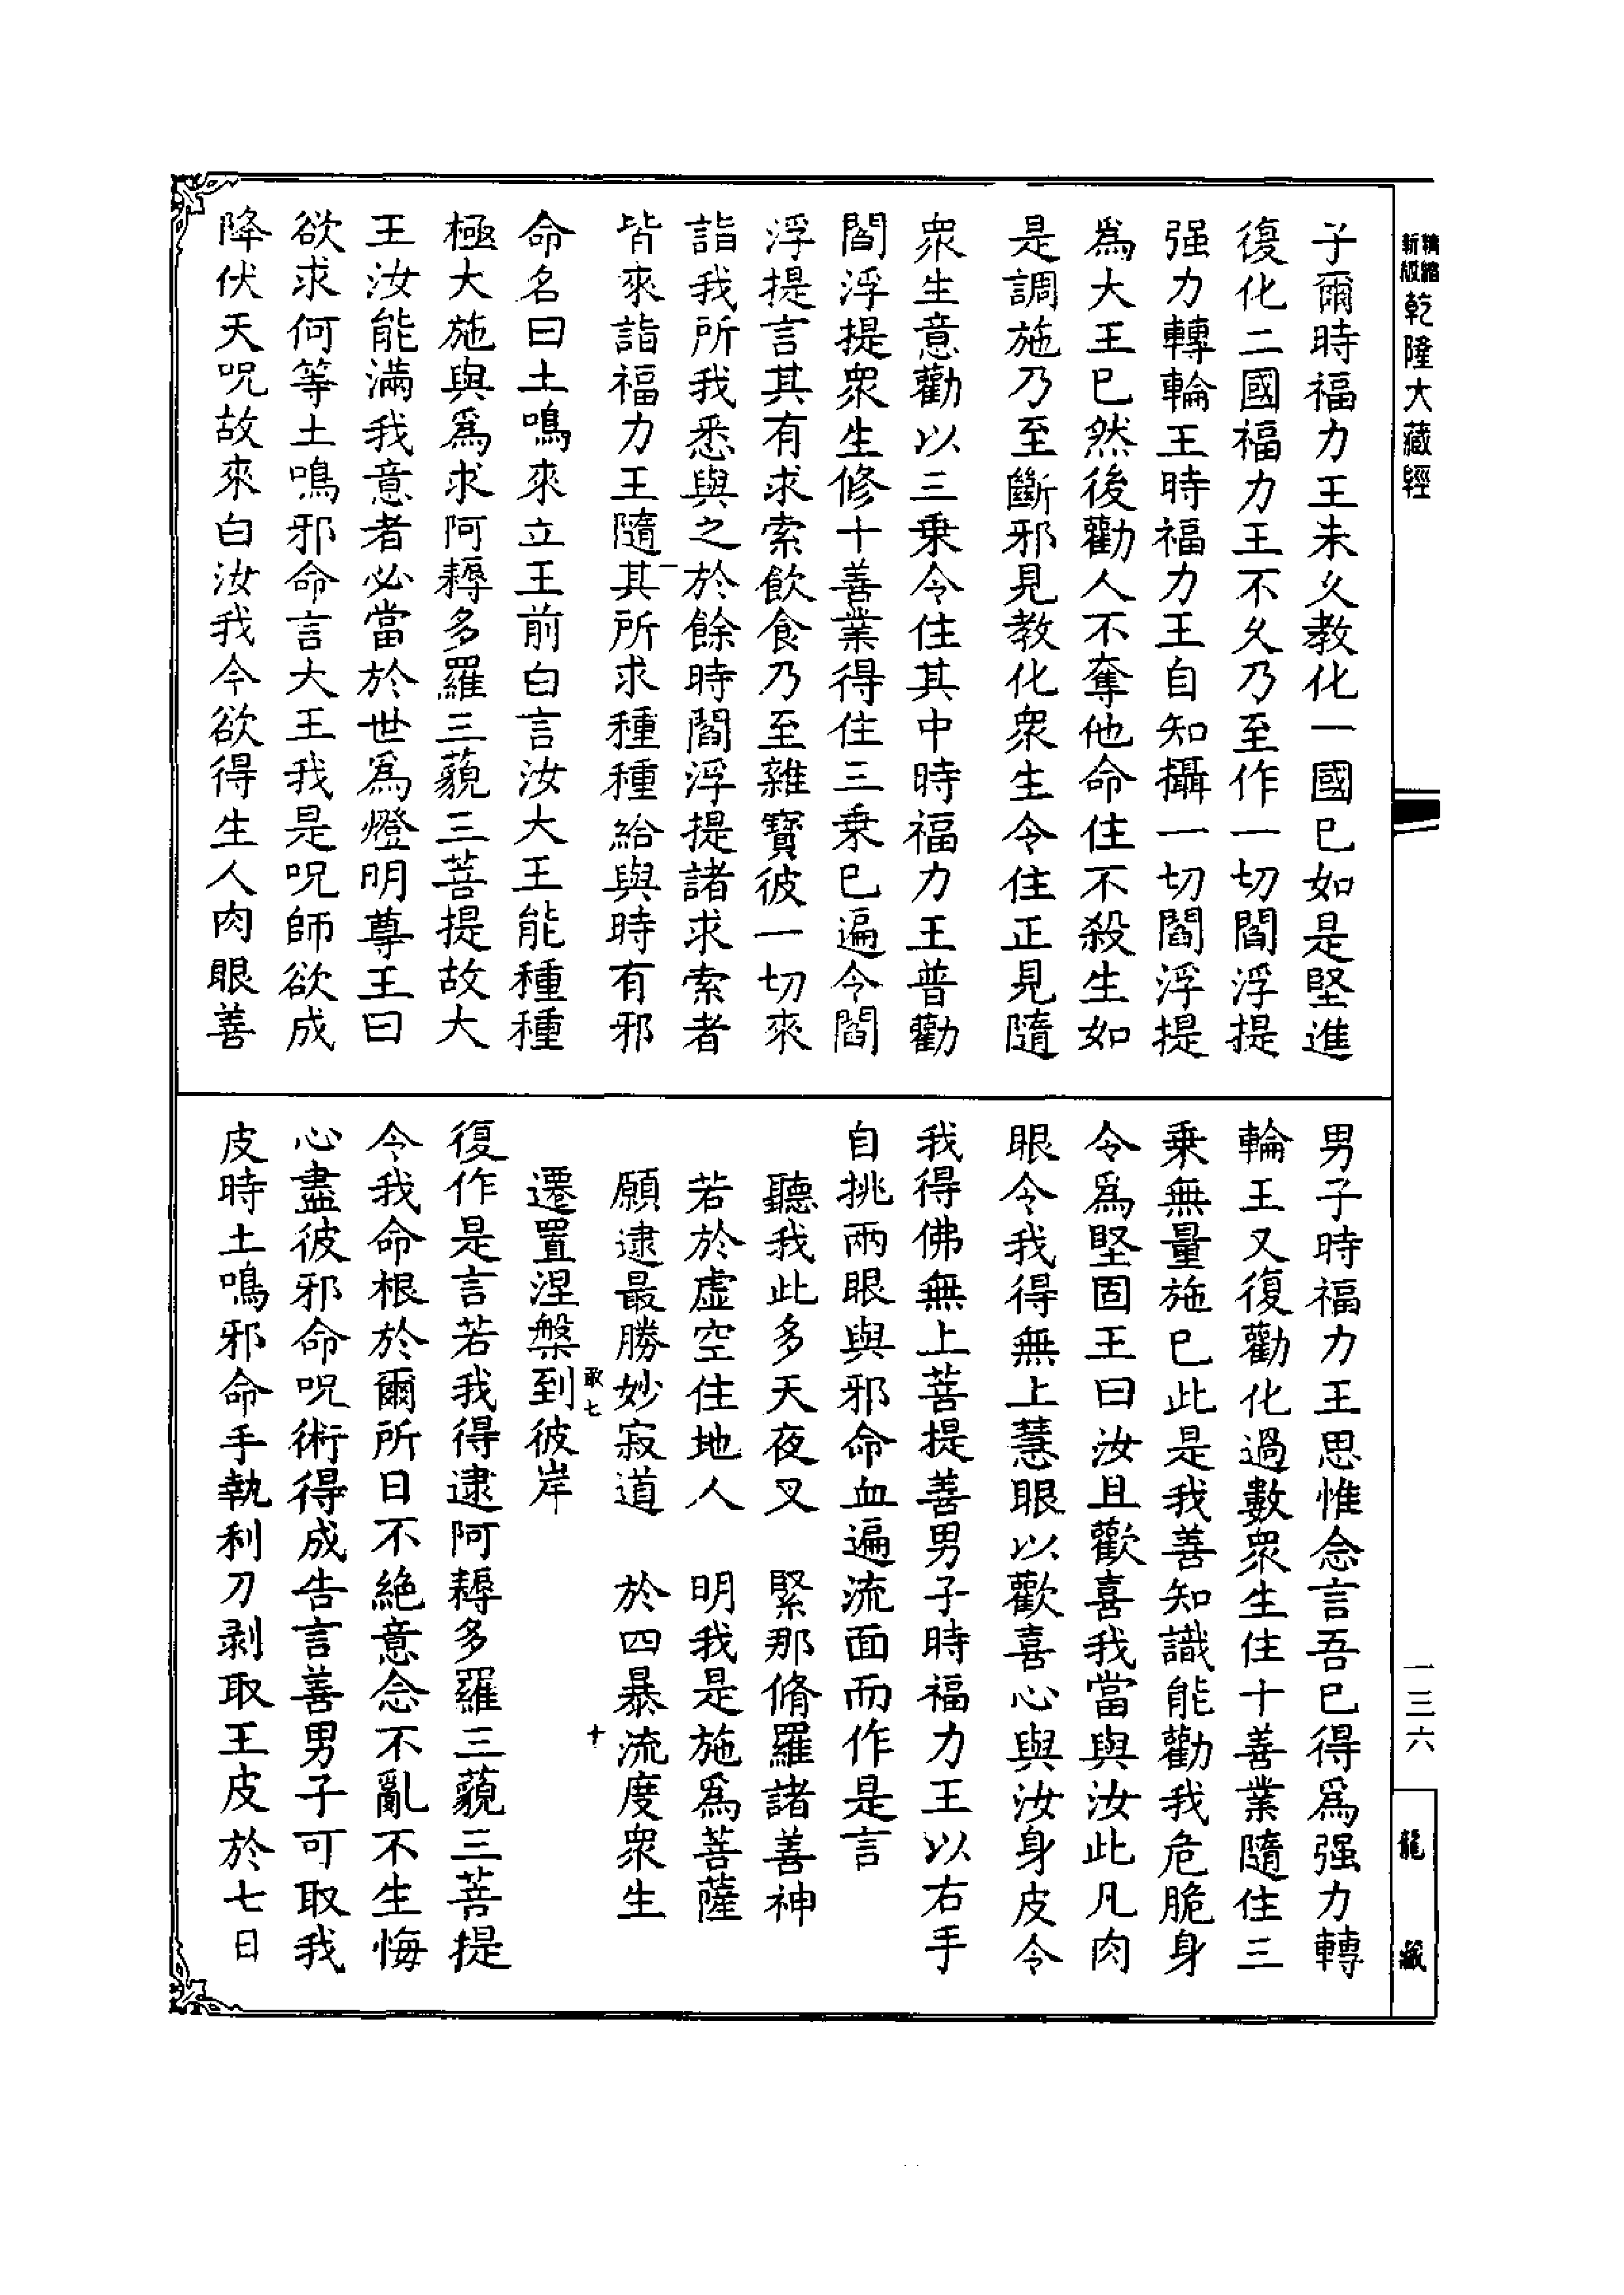 精縮
新版
乾隆大藏經
一三六
龍藏
子爾時福力王未久教化一國已如是堅進
復化二國福力王不久乃至作一切閻浮提
强力轉輪王時福力王自知攝一切閻浮提
爲大王已然後勸人不奪他命住不殺生如
是調施乃至斷邪見教化衆生令住正見隨
衆生意勸以三乗令住其中時福力王普勸
閻浮提衆生修十善業得住三乗已遍令閻
浮提言其有求索飲食乃至雜寳彼一切來
詣我所我悉與之於餘時閻浮提諸求索者
皆來詣福力王隨其所求種種給與時有邪
命名曰土鳴來立王前白言汝大王能種種
極大施與爲求阿耨多羅三藐三菩提故大
王汝能滿我意者必當於世爲燈明尊王曰
欲求何等土鳴邪命言大王我是呪師欲成
降伏天呪故來白汝我今欲得生人肉眼善
男子時福力王思惟念言吾已得爲强力轉
輪王又復勸化過數衆生住十善業隨住三
乗無量施已此是我善知識能勸我危脆身
令爲堅固王曰汝且歡喜我當與汝此凡肉
眼令我得無上慧眼以歡喜心與汝身皮令
我得佛無上菩提善男子時福力王以右手
自挑兩眼與邪命血遍流面而作是言
聽我此多天夜叉　緊那脩羅諸善神
若於虛空住地人　明我是施爲菩薩
願逮最勝妙寂道　於四暴流度衆生
敢七
十
遷置涅槃到彼岸
復作是言若我得逮阿耨多羅三藐三菩提
令我命根於爾所日不絶意念不亂不生悔
心盡彼邪命呪術得成告言善男子可取我
皮時土鳴邪命手執利刀剥取王皮於七日